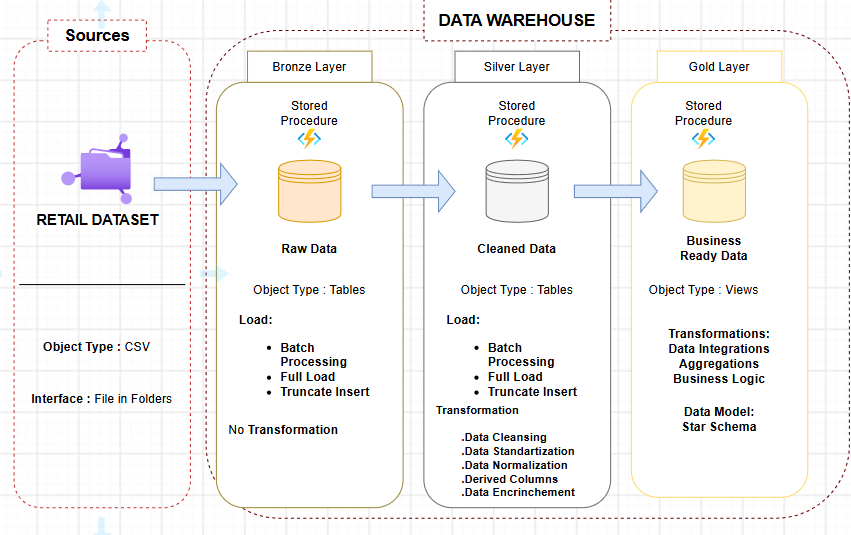 Sources
RETAIL DATASET
Object Type : CSV
Interface : File in Folders
DATA WAREHOUSE
Bronze Layer
Stored
Procedure
Raw Data
Object Type : Tables
Load:
• Batch
Processing
• Full Load
• Truncate Insert
No Transformation
Silver Layer
Stored
Procedure
Cleaned Data
Object Type : Tables
Load:
• Batch
Processing
• Full Load
• Truncate Insert
Transformation
.Data Cleansing
.Data Standartization
.Data Normalization
.Derived Columns
.Data Encrinchement
Gold Layer
Stored
Procedure
Business
Ready Data
Object Type : Views
Transformations:
Data Integrations
Aggregations
Business Logic
Data Model:
Star Schema